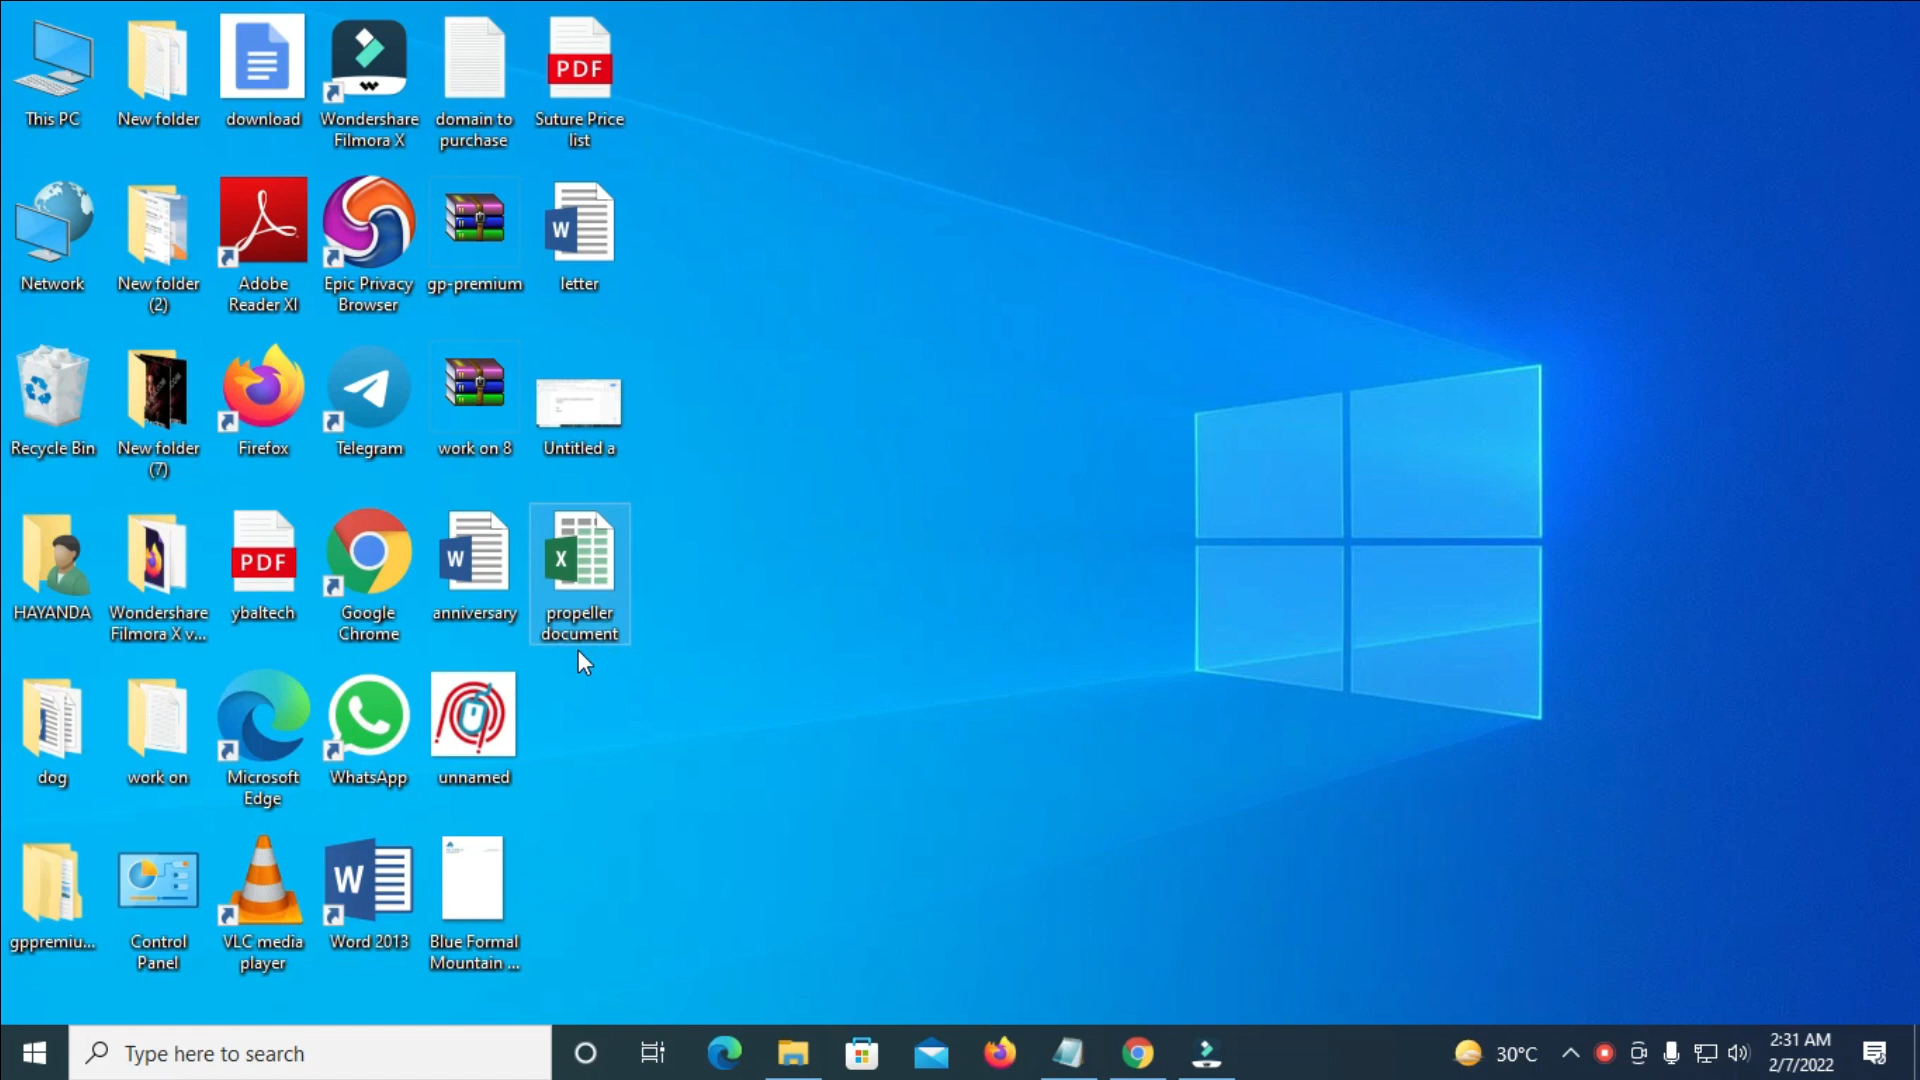 This PC
New folder
download
Wondershare
Filmora X
domain to
purchase
PDF
Suture Price
list
Network
New folder
(2)
Adobe
Reader XI
Epic Privacy
Browser
gp-premium
W
letter
Recycle Bin
New folder
(7)
Firefox
Telegram
work on 8
Untitled a
HAYANDA
Wondershare
Filmora X v...
PDF
ybaltech
Google
Chrome
W
anniversary
X
propeller
document
dog
work on
Microsoft
Edge
WhatsApp
unnamed
gppremiu...
Control
Panel
VLC media
player
W
Word 2013
Blue Formal
Mountain ...
Type here to search
30°C
2:31 AM
2/7/2022